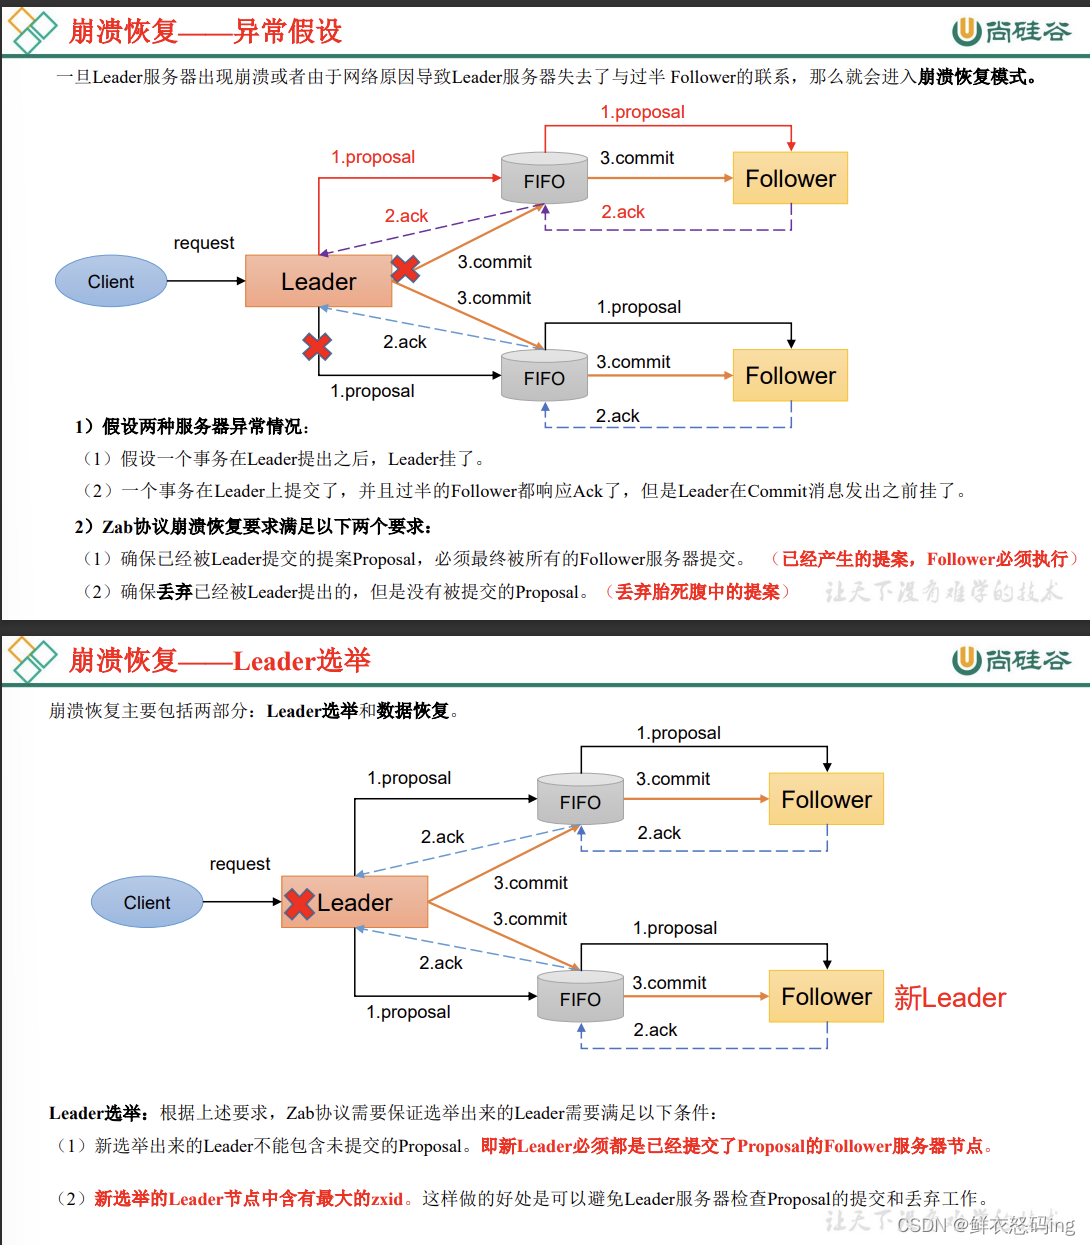 崩溃恢复——异常假设
尚硅谷
一旦Leader服务器出现崩溃或者由于网络原因导致Leader服务器失去了与过半 Follower的联系，那么就会进入崩溃恢复模式。
1.proposal
1.proposal
3.commit
FIFO
Follower
2.ack
2.ack
request
3.commit
Client
Leader
3.commit
1.proposal
2.ack
3.commit
FIFO
Follower
1.proposal
2.ack
1）假设两种服务器异常情况：
（1）假设一个事务在Leader提出之后，Leader挂了。
（2）一个事务在Leader上提交了，并且过半的Follower都响应Ack了，但是Leader在Commit消息发出之前挂了。
2）Zab协议崩溃恢复要求满足以下两个要求：
（1）确保已经被Leader提交的提案Proposal，必须最终被所有的Follower服务器提交。 （已经产生的提案，Follower必须执行）
（2）确保丢弃已经被Leader提出的，但是没有被提交的Proposal。（丢弃胎死腹中的提案）
让天下没有难学的技术
崩溃恢复——Leader选举
尚硅谷
崩溃恢复主要包括两部分：Leader选举和数据恢复。
1.proposal
1.proposal
3.commit
FIFO
Follower
2.ack
2.ack
request
3.commit
Client
Leader
3.commit
1.proposal
2.ack
3.commit
FIFO
Follower
新Leader
1.proposal
2.ack
Leader选举：根据上述要求，Zab协议需要保证选举出来的Leader需要满足以下条件：
（1）新选举出来的Leader不能包含未提交的Proposal。即新Leader必须都是已经提交了Proposal的Follower服务器节点。
（2）新选举的Leader节点中含有最大的zxid。这样做的好处是可以避免Leader服务器检查Proposal的提交和丢弃工作。
让天下没有难学的技术
CSDN @鲜衣怒码ing